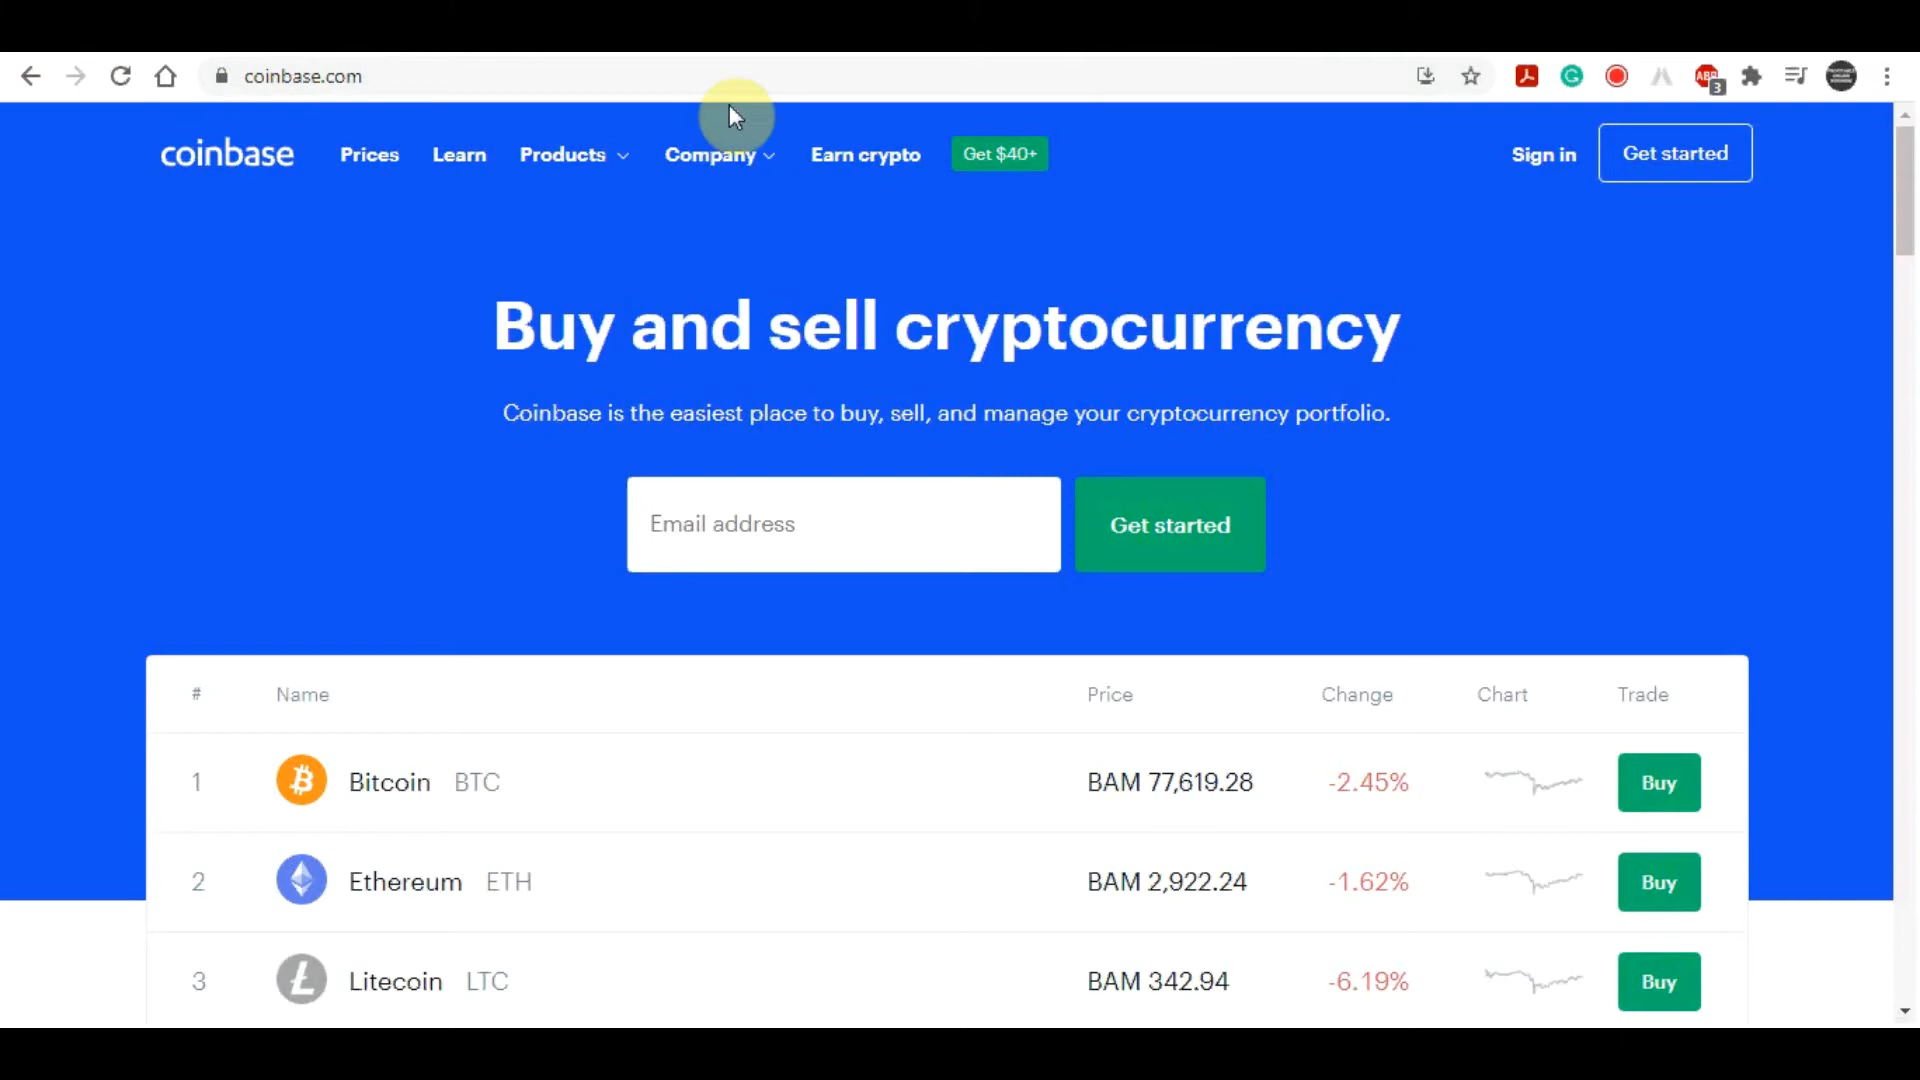 coinbase.com
ABP
3
coinbase Prices Learn Products Company Earn crypto Get $40+ Sign in Get started
Buy and sell cryptocurrency
Coinbase is the easiest place to buy, sell, and manage your cryptocurrency portfolio.
Email address Get started
# Name Price Change Chart Trade
1 Bitcoin BTC BAM 77,619.28 -2.45% Buy
2 Ethereum ETH BAM 2,922.24 -1.62% Buy
3 Litecoin LTC BAM 342.94 -6.19% Buy